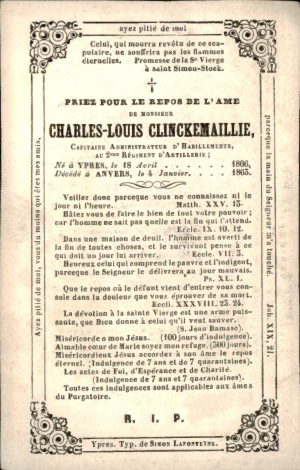 ayez pitié de moi
Celui, qui mourra revêtu de ce sca-
pulaire, ne souffrira pas les flammes
éternelles. Promesse de la Ste Vierge
à saint Simon-Stock.
PRIEZ POUR LE REPOS DE L'AME
DE MONSIEUR
CHARLES-LOUIS CLINCKEMAILLIE,
CAPITAINE ADMINISTRATEUR D'HABILLEMENTS,
AU 2me RÉGIMENT D'ARTILLERIE;
Né à YPRES, le 18 Avril . . . . . . 1806,
Décédé à ANVERS, le 4 Janvier. . . . 1865.
Veillez donc parceque vous ne connaissez ni le
jour ni l'heure. Matth. XXV. 13.
Hâtez vous de faire le bien de tout votre pouvoir;
car l'homme ne sait pas quelle est la fin qui l'attend.
Eccle. IX. 10. 12.
Dans une maison de deuil. l'homme est averti de
la fin de toutes choses, et le survivant pense à ce
qui doit un jour lui arriver. Eccle. VII; 3.
Heureux celui qui comprend le pauvre et l'indigent,
parceque le Seigneur le délivrera au jour mauvais.
Ps. XL. 1.
Que le repos où le défunt vient d'entrer vous con-
sole dans la douleur que vous éprouvez de sa mort.
Eccli. XXXVIII. 23. 24.
La dévotion à la sainte Vierge est une arme puis-
sante, que Dieu donne à celui qu'il veut sauver.
(S. Jean Damasc)
Miséricorde o mon Jésus. (100 jours d'indulgence).
Aimable cœur de Marie soyez mon refuge. (300 jours).
Miséricordieux Jésus accordez à son âme le repos
éternel. (Indulgence de 7 ans et 7 quarantaines).
Les actes de Foi, d'Espérance et de Charité.
(Indulgence de 7 ans et 7 quarantaines).
Toutes ces indulgences sont applicables aux âmes
du Purgatoire.
R. I. P.
Ypres. Typ. de SIMON LAFONTEYNE.
Ayez pitié de moi, vous du moins qui êtes mes amis,
parceque la main du Seigneur m'a touché. Job. XIX. 21.